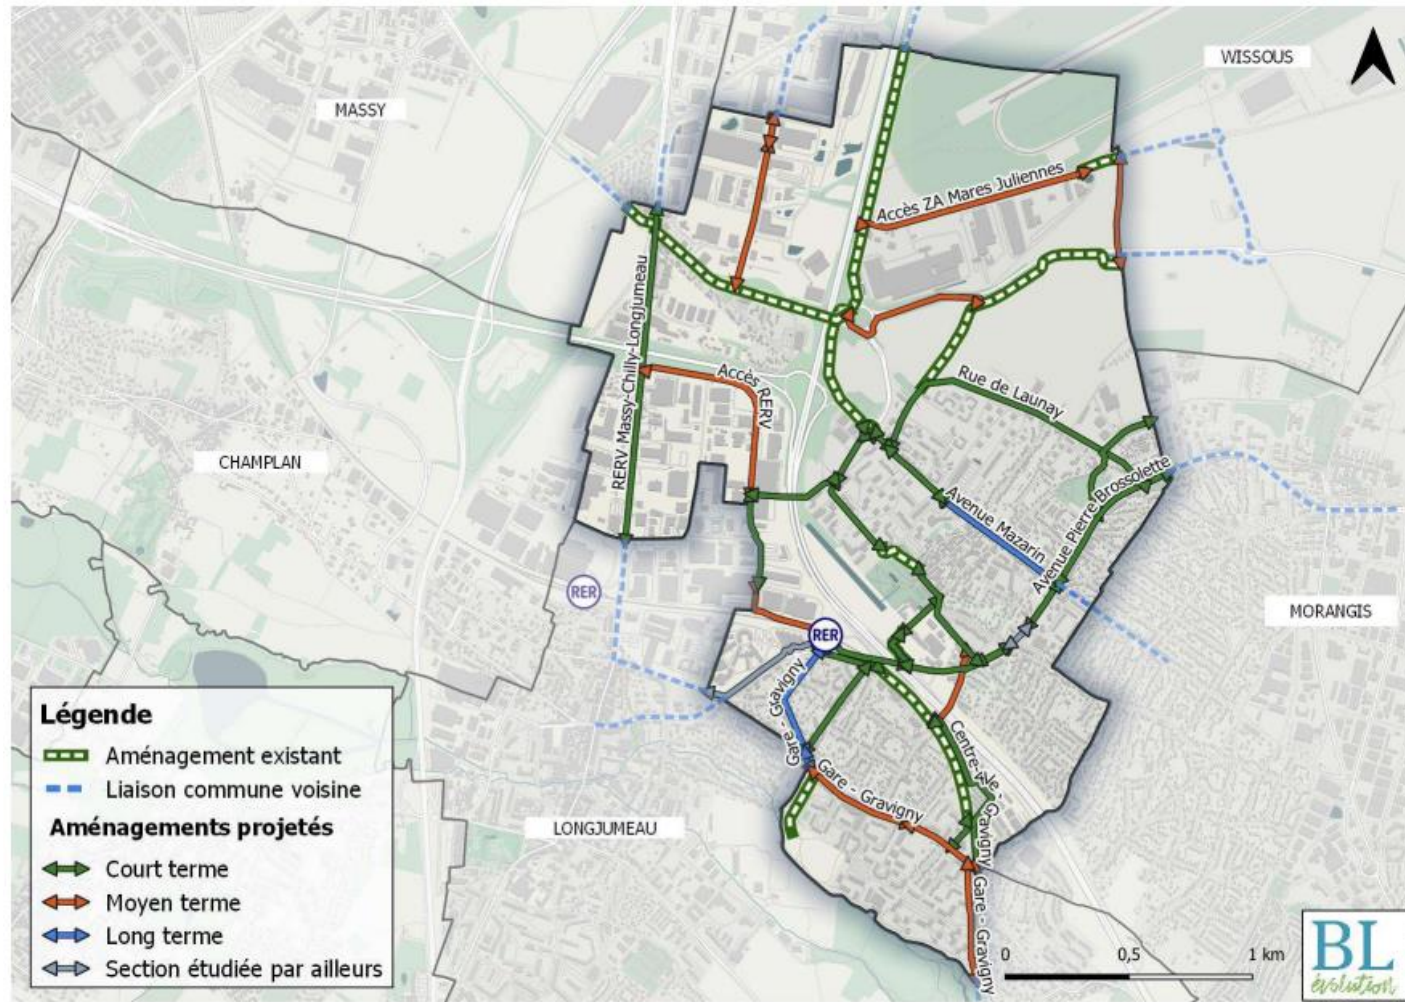 WISSOUS
MASSY
Accès ZA Mares Juliennes
RERV Massy-Chilly-Longjumeau
Accès RERV
Rue de Launay
CHAMPLAN
Avenue Mazarin
Avenue Pierre Brossolette
RER
RER
MORANGIS
Gare - Gravigny
Gare - Gravigny
Centre-Ville - Gravigny
Gare - Gravigny
LONGJUMEAU
Légende
Aménagement existant
Liaison commune voisine
Aménagements projetés
Court terme
Moyen terme
Long terme
Section étudiée par ailleurs
0 0,5 1 km
BL
évolution